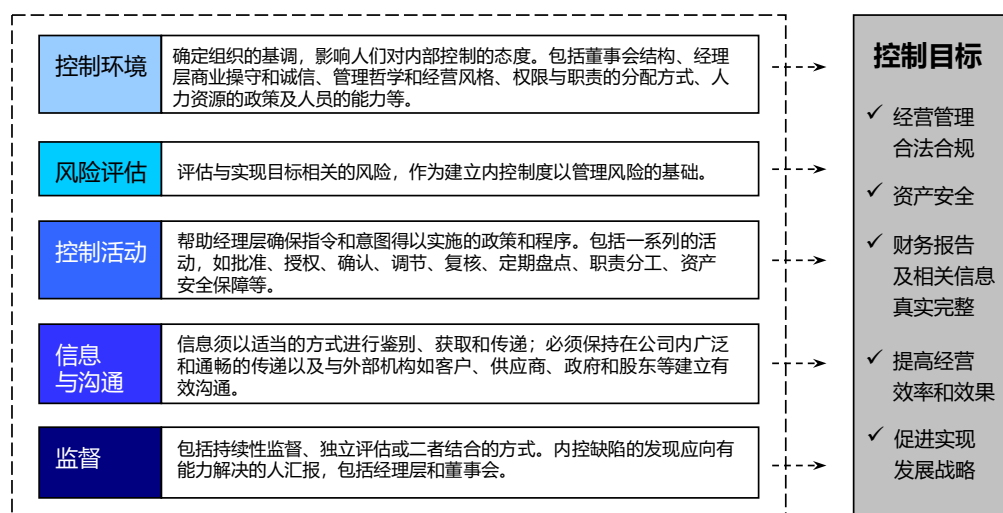 控制环境
确定组织的基调，影响人们对内部控制的态度。包括董事会结构、经理
层商业操守和诚信、管理哲学和经营风格、权限与职责的分配方式、人
力资源的政策及人员的能力等。
风险评估
评估与实现目标相关的风险，作为建立内控制度以管理风险的基础。
控制活动
帮助经理层确保指令和意图得以实施的政策和程序。包括一系列的活
动，如批准、授权、确认、调节、复核、定期盘点、职责分工、资产
安全保障等。
信息
与沟通
信息须以适当的方式进行鉴别、获取和传递；必须保持在公司内广泛
和通畅的传递以及与外部机构如客户、供应商、政府和股东等建立有
效沟通。
监督
包括持续性监督、独立评估或二者结合的方式。内控缺陷的发现应向有
能力解决的人汇报，包括经理层和董事会。
控制目标
✓ 经营管理
合法合规
✓ 资产安全
✓ 财务报告
及相关信息
真实完整
✓ 提高经营
效率和效果
✓ 促进实现
发展战略